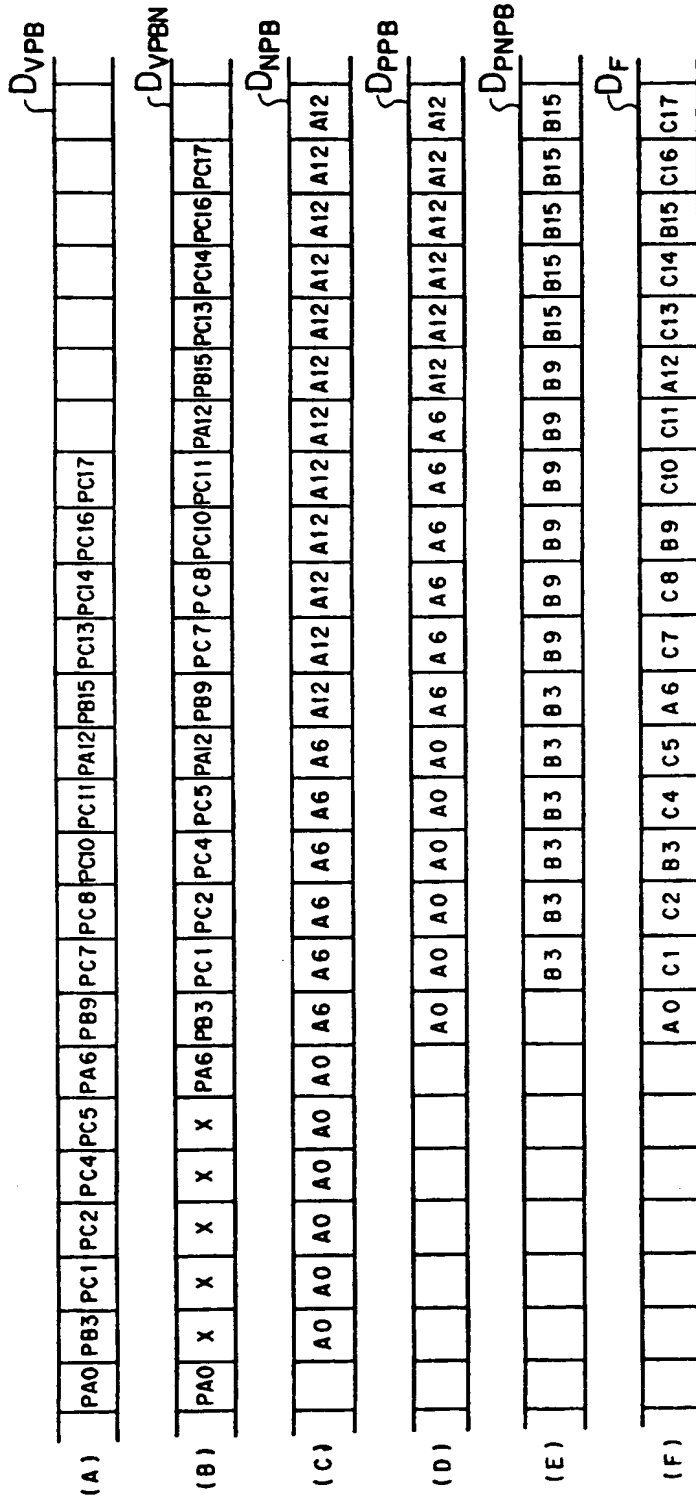 (A) PA0 PB3 PC1 PC2 PC4 PC5 PA6 PB9 PC7 PC8 PC10 PC11 PA12 PB15 PC13 PC14 PC16 PC17 DVPB
(B) PA0 X X X X X PA6 PB3 PC1 PC2 PC4 PC5 PA12 PB9 PC7 PC8 PC10 PC11 PA12 PB15 PC13 PC14 PC16 PC17 DVPBN
(C) A0 A0 A0 A0 A0 A0 A6 A6 A6 A6 A6 A6 A12 A12 A12 A12 A12 A12 A12 A12 A12 A12 A12 A12 DNPB
(D) A0 A0 A0 A0 A0 A0 A6 A6 A6 A6 A6 A6 A12 A12 A12 A12 A12 A12 DPPB
(E) B3 B3 B3 B3 B3 B3 B9 B9 B9 B9 B9 B9 B15 B15 B15 B15 B15 DPNPB
(F) A0 C1 C2 B3 C4 C5 A6 C7 C8 B9 C10 C11 A12 C13 C14 B15 C16 C17 DF